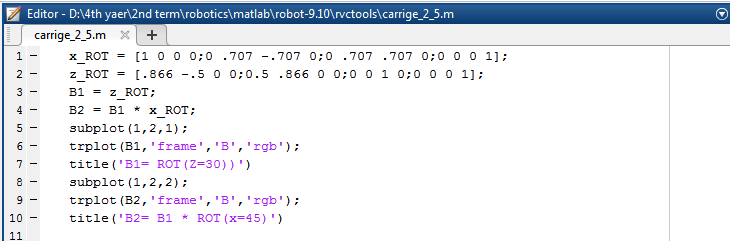 Editor - D:\4th yaer\2nd term\robotics\matlab\robot-9.10\rvctools\carrige_2_5.m
carrige_2_5.m × +
1 - x_ROT = [1 0 0 0;0 .707 -.707 0;0 .707 .707 0;0 0 0 1];
2 - z_ROT = [.866 -.5 0 0;0.5 .866 0 0;0 0 1 0;0 0 0 1];
3 - B1 = z_ROT;
4 - B2 = B1 * x_ROT;
5 - subplot(1,2,1);
6 - trplot(B1,'frame','B','rgb');
7 - title('B1= ROT(Z=30))')
8 - subplot(1,2,2);
9 - trplot(B2,'frame','B','rgb');
10 - title('B2= B1 * ROT(x=45)')
11